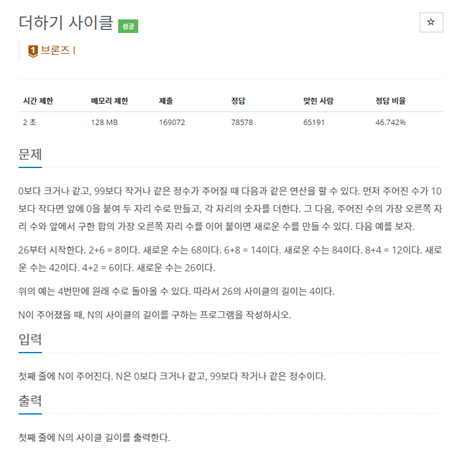 더하기 사이클 성공
☆
1 브론즈 I
시간 제한 메모리 제한 제출 정답 맞힌 사람 정답 비율
2 초 128 MB 169072 78578 65191 46.742%
문제
0보다 크거나 같고, 99보다 작거나 같은 정수가 주어질 때 다음과 같은 연산을 할 수 있다. 먼저 주어진 수가 10
보다 작다면 앞에 0을 붙여 두 자리 수로 만들고, 각 자리의 숫자를 더한다. 그 다음, 주어진 수의 가장 오른쪽 자
리 수와 앞에서 구한 합의 가장 오른쪽 자리 수를 이어 붙이면 새로운 수를 만들 수 있다. 다음 예를 보자.
26부터 시작한다. 2+6 = 8이다. 새로운 수는 68이다. 6+8 = 14이다. 새로운 수는 84이다. 8+4 = 12이다. 새로
운 수는 42이다. 4+2 = 6이다. 새로운 수는 26이다.
위의 예는 4번만에 원래 수로 돌아올 수 있다. 따라서 26의 사이클의 길이는 4이다.
N이 주어졌을 때, N의 사이클의 길이를 구하는 프로그램을 작성하시오.
입력
첫째 줄에 N이 주어진다. N은 0보다 크거나 같고, 99보다 작거나 같은 정수이다.
출력
첫째 줄에 N의 사이클 길이를 출력한다.